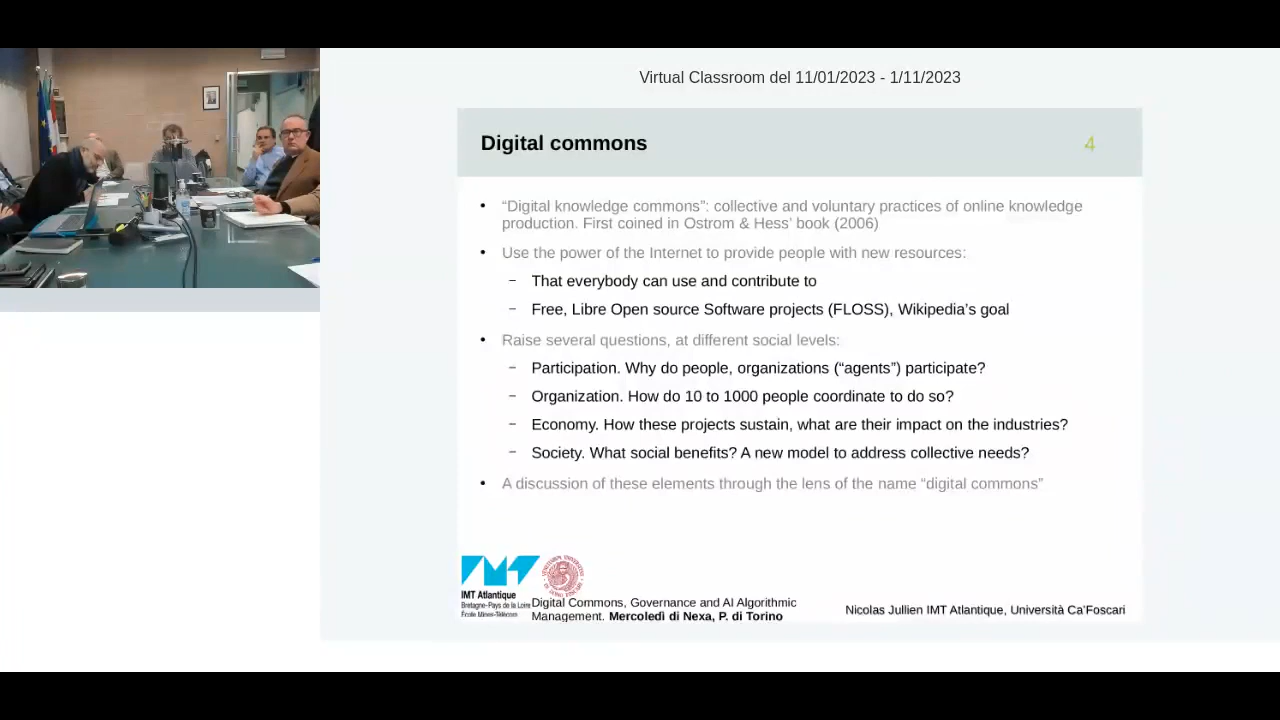 Virtual Classroom del 11/01/2023 - 1/11/2023
Digital commons
4
• “Digital knowledge commons”: collective and voluntary practices of online knowledge
production. First coined in Ostrom & Hess’ book (2006)
• Use the power of the Internet to provide people with new resources:
– That everybody can use and contribute to
– Free, Libre Open source Software projects (FLOSS), Wikipedia’s goal
• Raise several questions, at different social levels:
– Participation. Why do people, organizations (“agents”) participate?
– Organization. How do 10 to 1000 people coordinate to do so?
– Economy. How these projects sustain, what are their impact on the industries?
– Society. What social benefits? A new model to address collective needs?
• A discussion of these elements through the lens of the name “digital commons”
IMT Atlantique
Bretagne-Pays de la Loire
École Mines-Télécom
Digital Commons, Governance and AI Algorithmic
Management. Mercoledì di Nexa, P. di Torino
Nicolas Jullien IMT Atlantique, Università Ca’Foscari